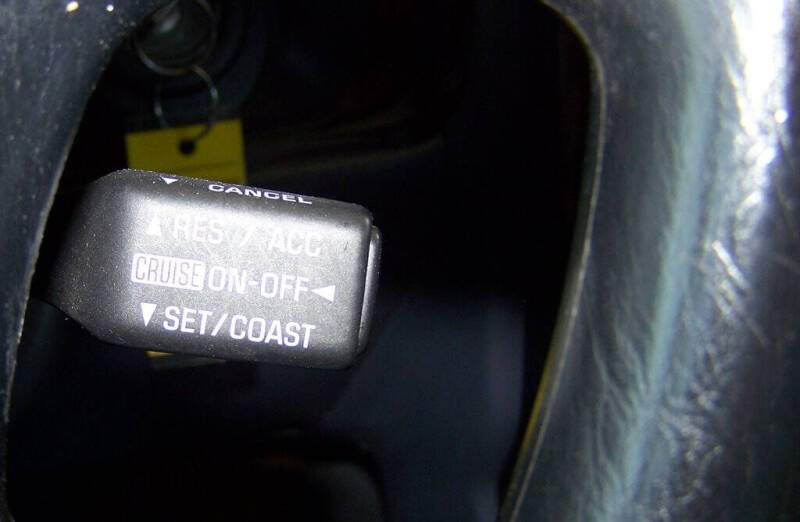 ▼ CANCEL
▲ RES / ACC
CRUISE ON-OFF ◀
▼ SET/COAST